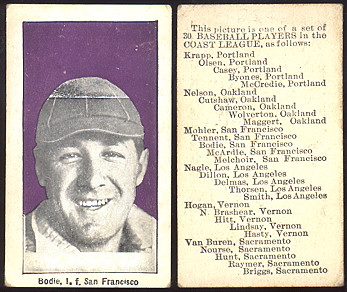 Bodie, l. f. San Francisco
This picture is one of a set of
30 BASEBALL PLAYERS in the
COAST LEAGUE, as follows:
Krapp, Portland
Olsen, Portland
Casey, Portland
Byones, Portland
McCredie, Portland
Nelson, Oakland
Cutshaw, Oakland
Cameron, Oakland
Wolverton, Oakland
Maggert, Oakland
Mohler, San Francisco
Tennent, San Francisco
Bodie, San Francisco
McArdle, San Francisco
Melchoir, San Francisco
Nagle, Los Angeles
Dillon, Los Angeles
Delmas, Los Angeles
Thorsen, Los Angeles
Smith, Los Angeles
Hogan, Vernon
N. Brashear, Vernon
Hitt, Vernon
Lindsay, Vernon
Hasty, Vernon
Van Buren, Sacramento
Nourse, Sacramento
Hunt, Sacramento
Raymer, Sacramento
Briggs, Sacramento